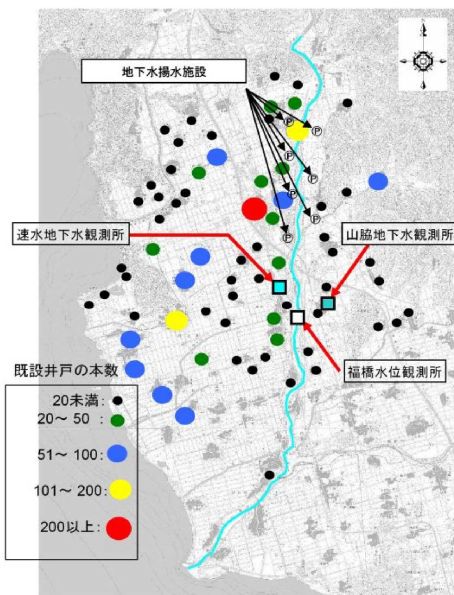 地下水揚水施設
Ⓟ
Ⓟ
Ⓟ
Ⓟ
Ⓟ
Ⓟ
Ⓟ
連水地下水観測所
山脇地下水観測所
福橋水位観測所
既設井戸の本数
20未満：
20～ 50 ：
51～ 100 ：
101～ 200 ：
200以上：